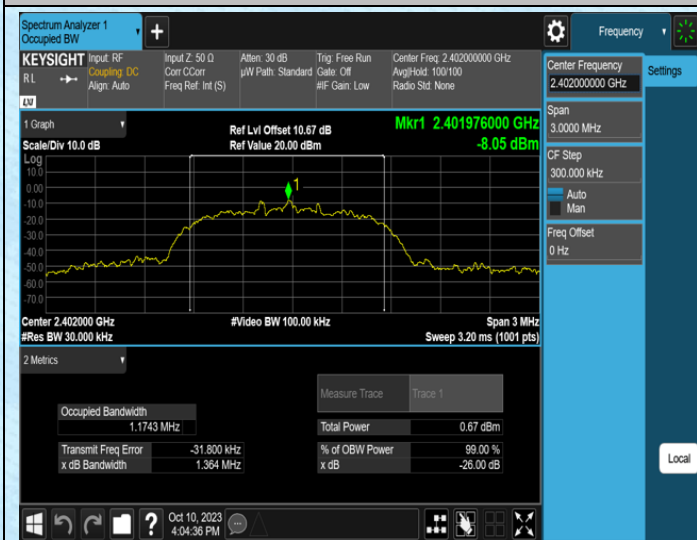 Spectrum Analyzer 1
Occupied BW
+
Frequency
KEYSIGHT
R L
LXI
Input: RF
Coupling: DC
Align: Auto
Input Z: 50 Ω
Corr CCorr
Freq Ref: Int (S)
Atten: 30 dB
µW Path: Standard
Trig: Free Run
Gate: Off
#IF Gain: Low
Center Freq: 2.402000000 GHz
Avg|Hold: 100/100
Radio Std: None
Center Frequency
2.402000000 GHz
Settings
Span
3.0000 MHz
CF Step
300.000 kHz
Auto
Man
Freq Offset
0 Hz
Local
1 Graph
Scale/Div 10.0 dB
Ref Lvl Offset 10.67 dB
Ref Value 20.00 dBm
Mkr1 2.401976000 GHz
-8.05 dBm
Log
10.0
0.00
-10.0
-20.0
-30.0
-40.0
-50.0
-60.0
-70.0
1
Center 2.402000 GHz
#Res BW 30.000 kHz
#Video BW 100.00 kHz
Span 3 MHz
Sweep 3.20 ms (1001 pts)
2 Metrics
Measure Trace
Trace 1
Occupied Bandwidth
1.1743 MHz
Total Power
0.67 dBm
Transmit Freq Error
-31.800 kHz
% of OBW Power
99.00 %
x dB Bandwidth
1.364 MHz
x dB
-26.00 dB
?
Oct 10, 2023
4:04:36 PM